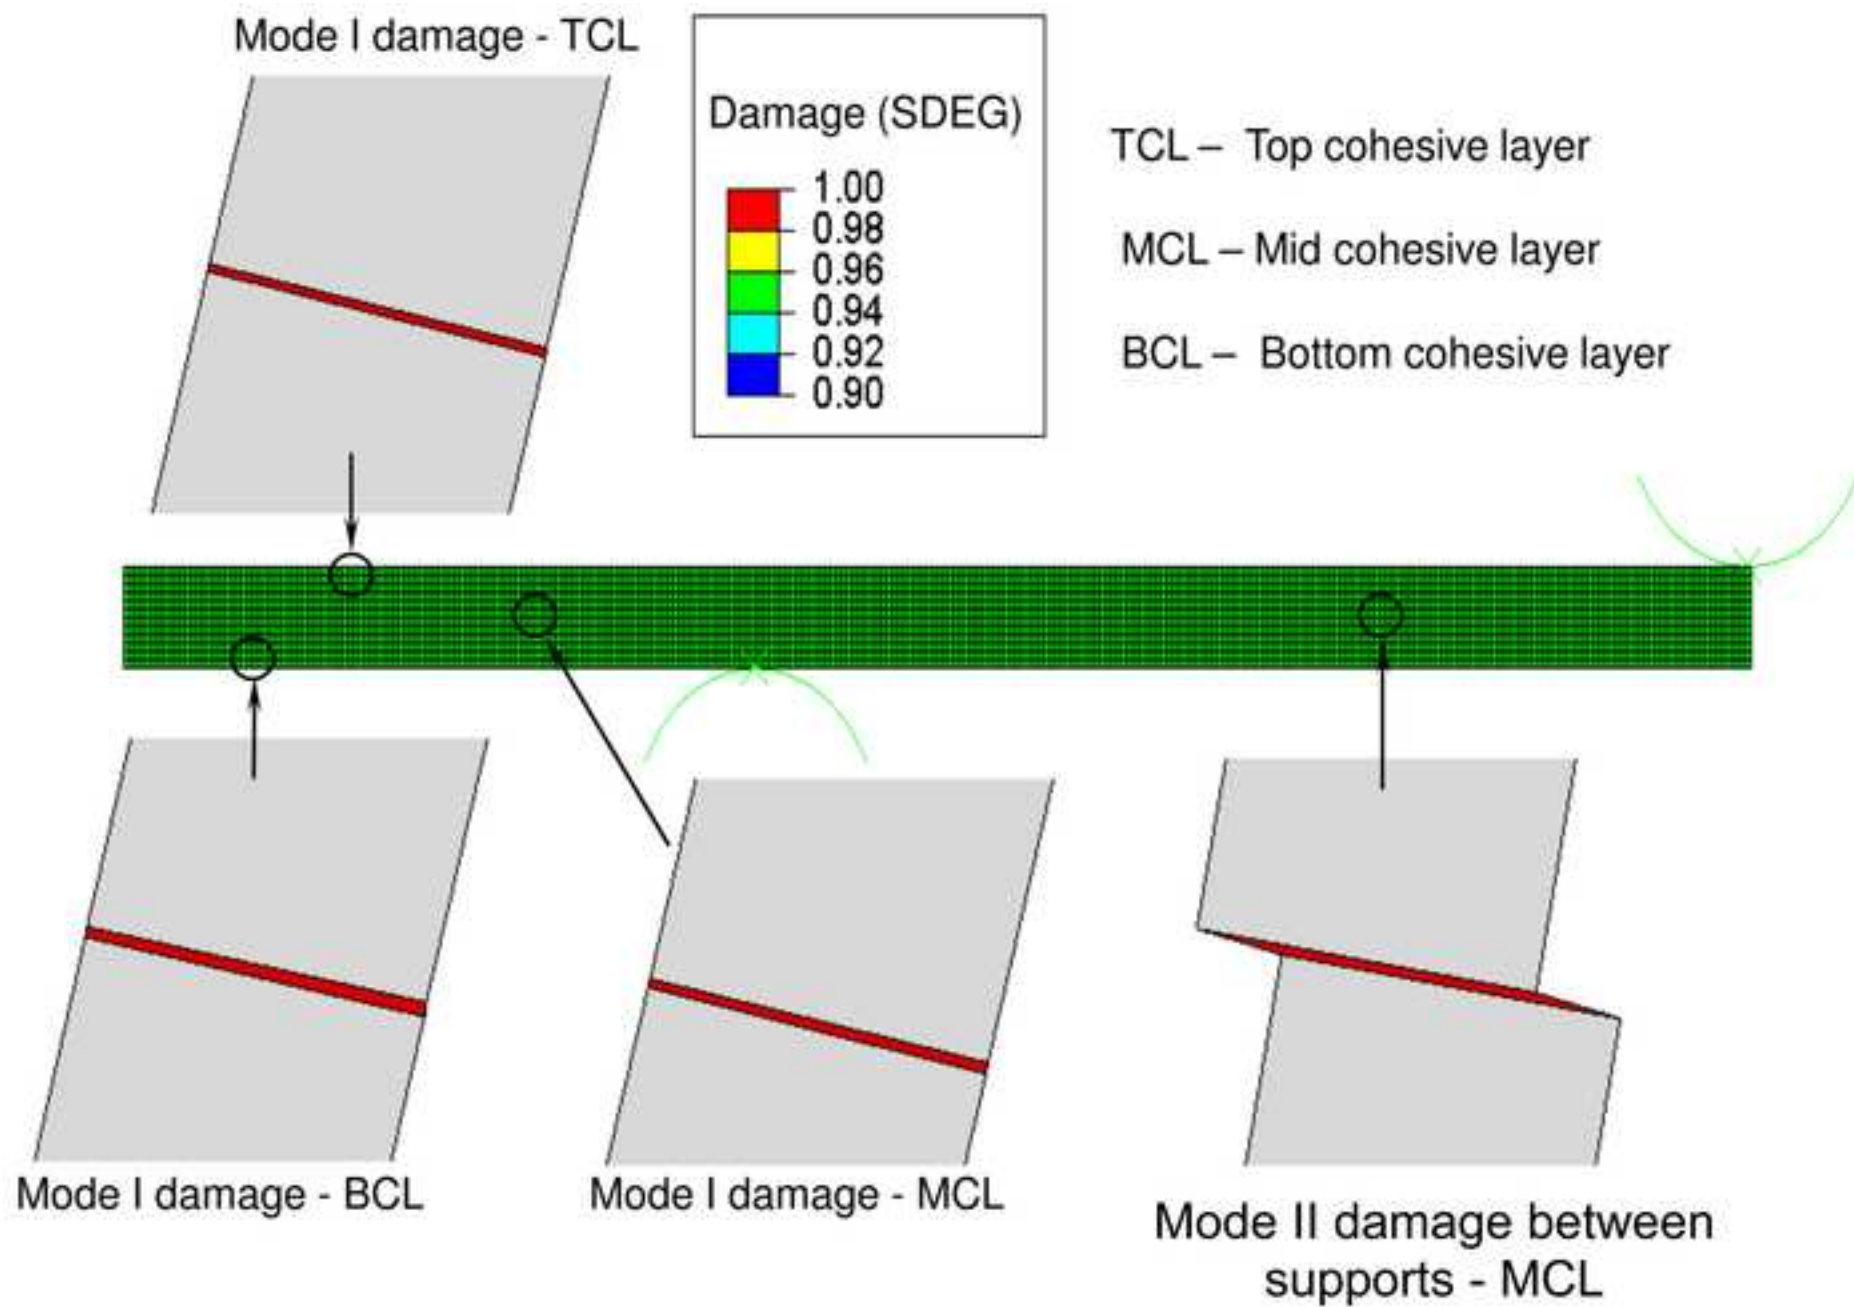 Mode I damage - TCL
Damage (SDEG)
1.00
0.98
0.96
0.94
0.92
0.90
TCL – Top cohesive layer
MCL – Mid cohesive layer
BCL – Bottom cohesive layer
Mode I damage - BCL
Mode I damage - MCL
Mode II damage between
supports - MCL